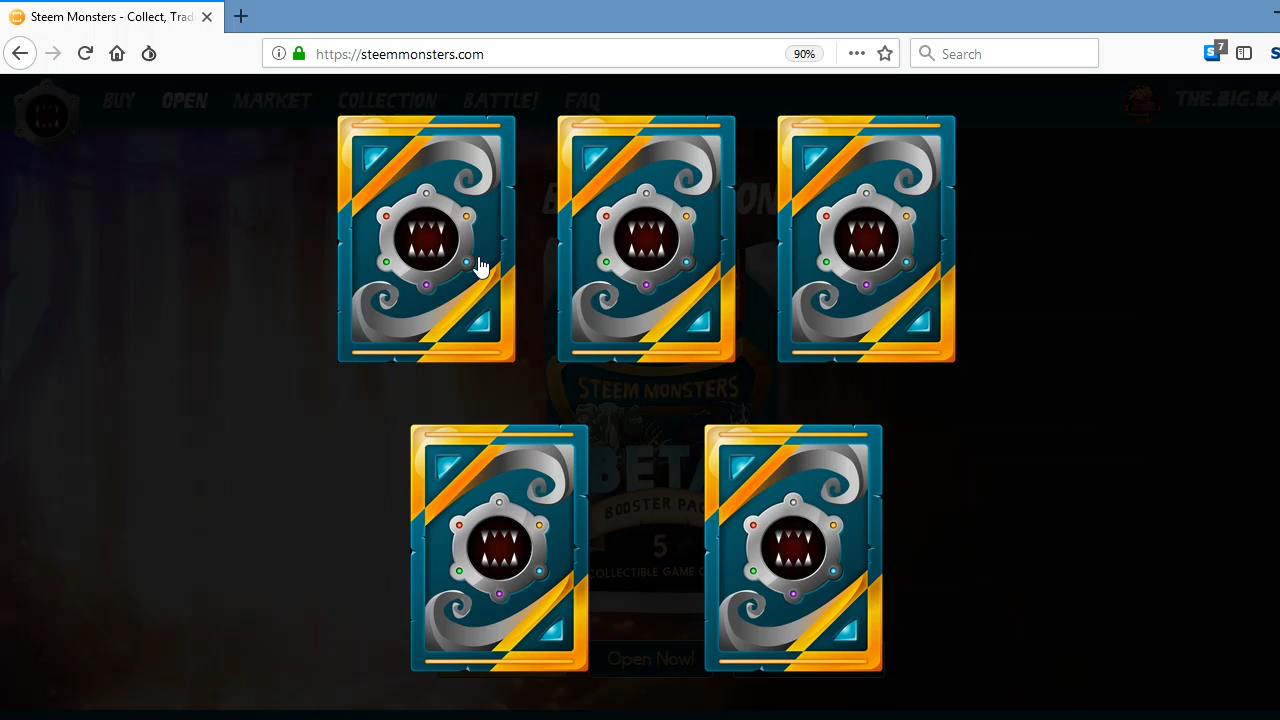 Steem Monsters - Collect, Trad
https://steemmonsters.com
90%
Search
7
BUY OPEN MARKET COLLECTION BATTLE! FAQ
THE.BIG.BA
STEEM MONSTERS
BETA
BOOSTER PAC
5
COLLECTIBLE GAME C
Open Now!